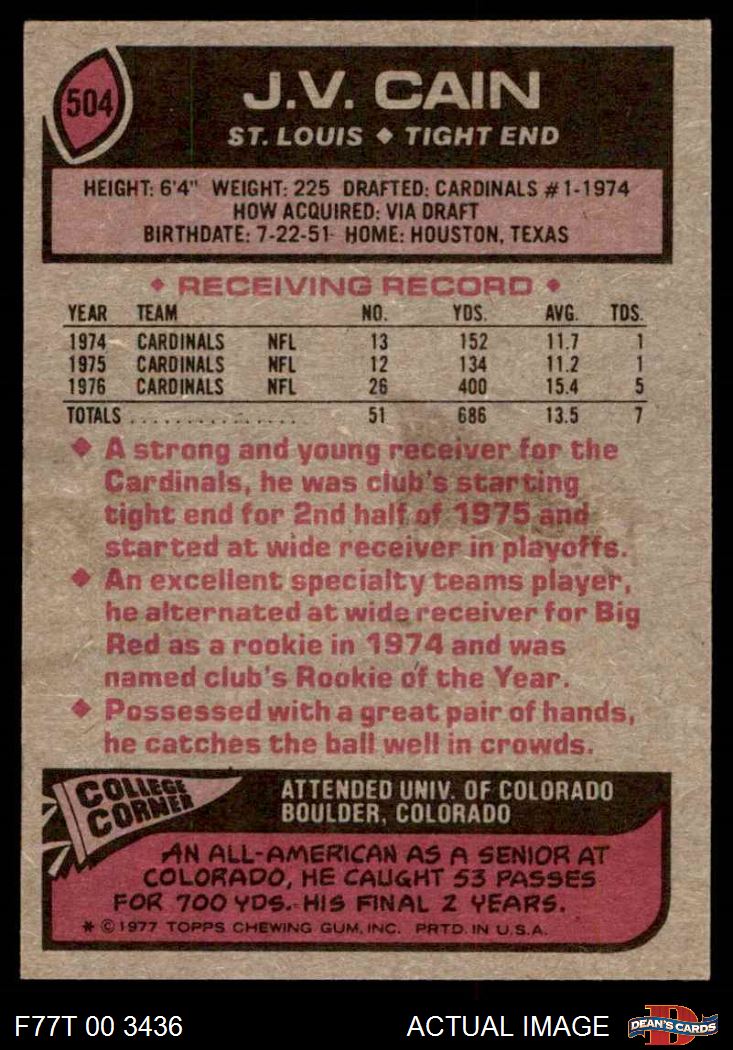 504
J.V. CAIN
ST. LOUIS ◆ TIGHT END
HEIGHT: 6'4" WEIGHT: 225 DRAFTED: CARDINALS #1-1974
HOW ACQUIRED: VIA DRAFT
BIRTHDATE: 7-22-51 HOME: HOUSTON, TEXAS
◆ RECEIVING RECORD ◆
YEAR TEAM NO. YDS. AVG. TDS.
1974 CARDINALS NFL 13 152 11.7 1
1975 CARDINALS NFL 12 134 11.2 1
1976 CARDINALS NFL 26 400 15.4 5
TOTALS ................ 51 686 13.5 7
◆ A strong and young receiver for the
Cardinals, he was club's starting
tight end for 2nd half of 1975 and
started at wide receiver in playoffs.
◆ An excellent specialty teams player,
he alternated at wide receiver for Big
Red as a rookie in 1974 and was
named club's Rookie of the Year.
◆ Possessed with a great pair of hands,
he catches the ball well in crowds.
COLLEGE
CORNER
ATTENDED UNIV. OF COLORADO
BOULDER, COLORADO
AN ALL-AMERICAN AS A SENIOR AT
COLORADO, HE CAUGHT 53 PASSES
FOR 700 YDS. HIS FINAL 2 YEARS.
* © 1977 TOPPS CHEWING GUM, INC. PRTD. IN U.S.A.
F77T 00 3436
ACTUAL IMAGE
D
DEAN'S CARDS